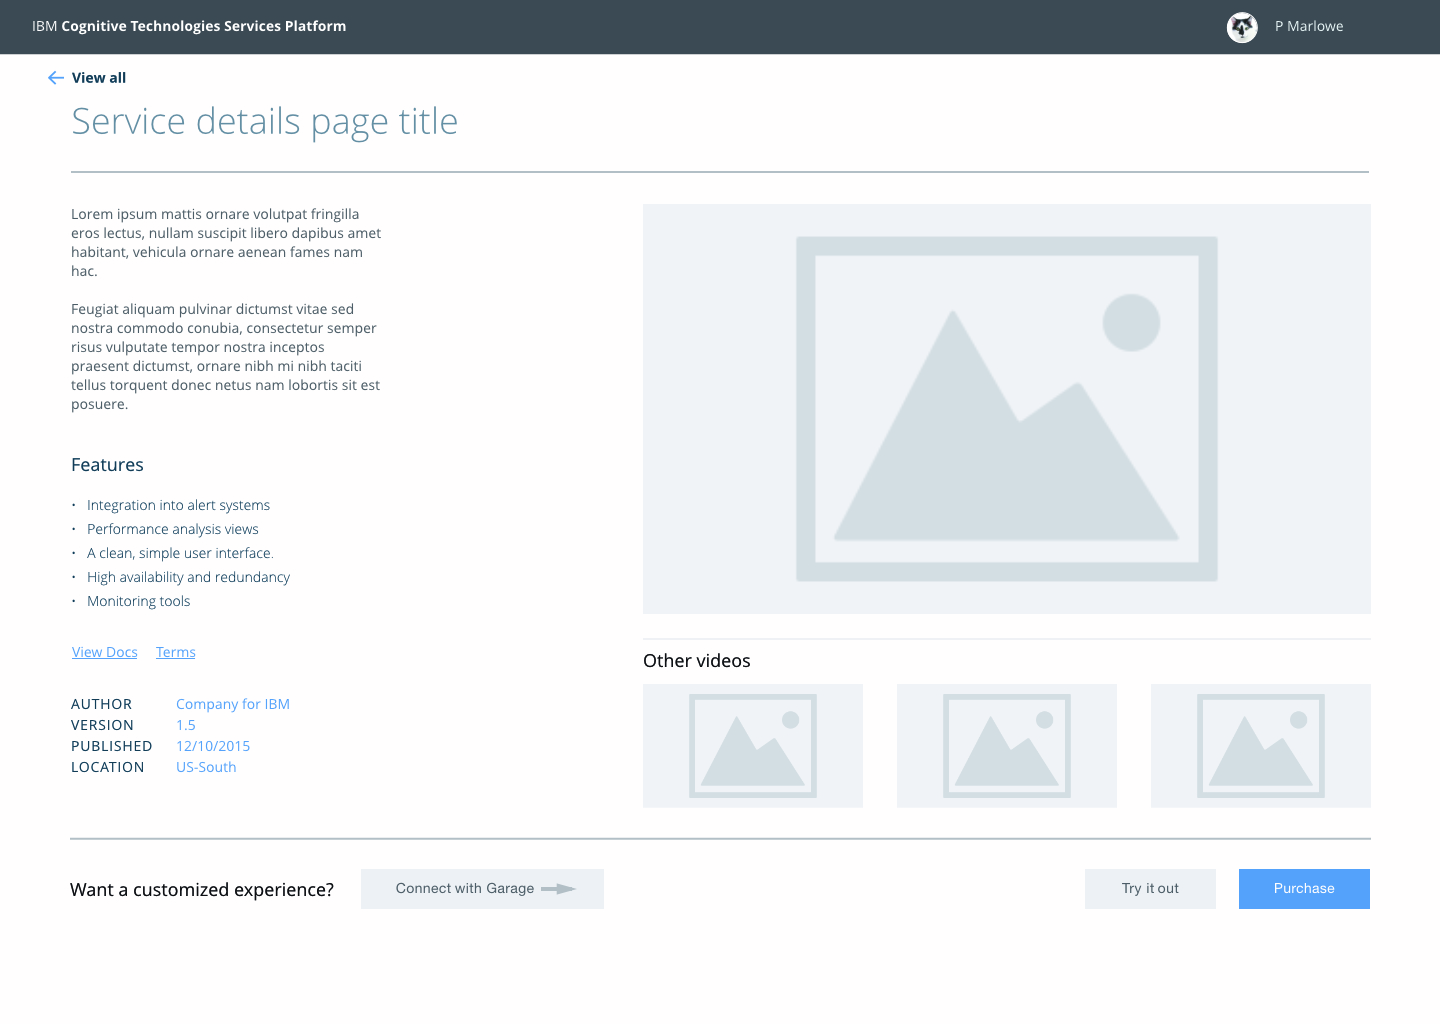 IBM Cognitive Technologies Services Platform
P Marlowe
View all
Service details page title
Lorem ipsum mattis ornare volutpat fringilla
eros lectus, nullam suscipit libero dapibus amet
habitant, vehicula ornare aenean fames nam
hac.
Feugiat aliquam pulvinar dictumst vitae sed
nostra commodo conubia, consectetur semper
risus vulputate tempor nostra inceptos
praesent dictumst, ornare nibh mi nibh taciti
tellus torquent donec netus nam lobortis sit est
posuere.
Features
• Integration into alert systems
• Performance analysis views
• A clean, simple user interface.
• High availability and redundancy
• Monitoring tools
View Docs Terms
AUTHOR Company for IBM
VERSION 1.5
PUBLISHED 12/10/2015
LOCATION US-South
Other videos
Want a customized experience?
Connect with Garage
Try it out
Purchase